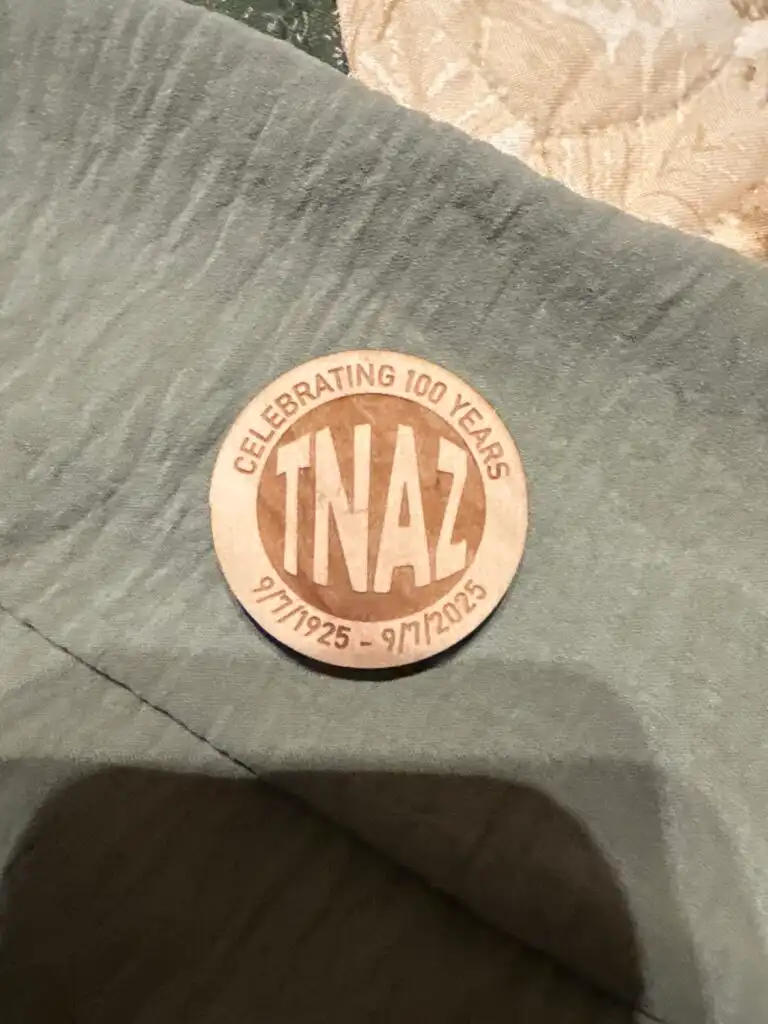 CELEBRATING 100 YEARS
TNAZ
9/7/1925 - 9/7/2025